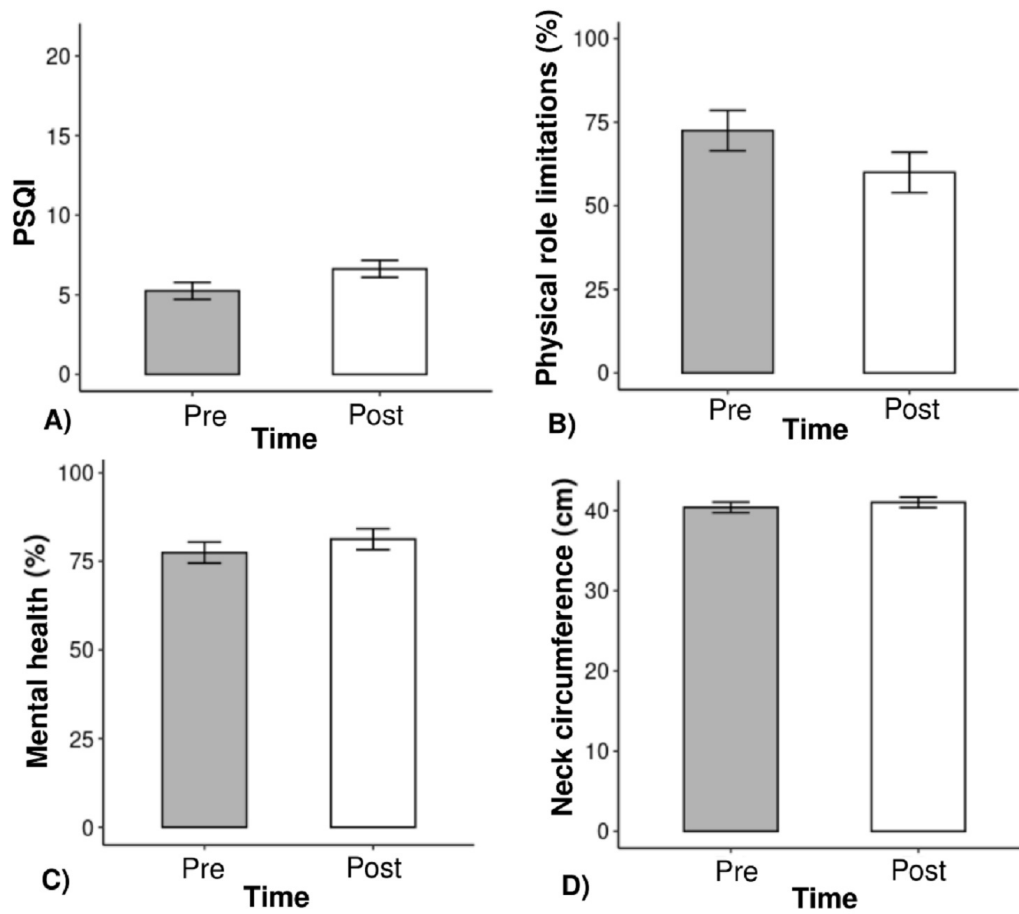 PSQI
20
15
10
5
0
Pre
Post
A)
Time
Physical role limitations (%)
100
75
50
25
0
Pre
Post
B)
Time
Mental health (%)
100
75
50
25
0
Pre
Post
C)
Time
Neck circumference (cm)
40
30
20
10
0
Pre
Post
D)
Time